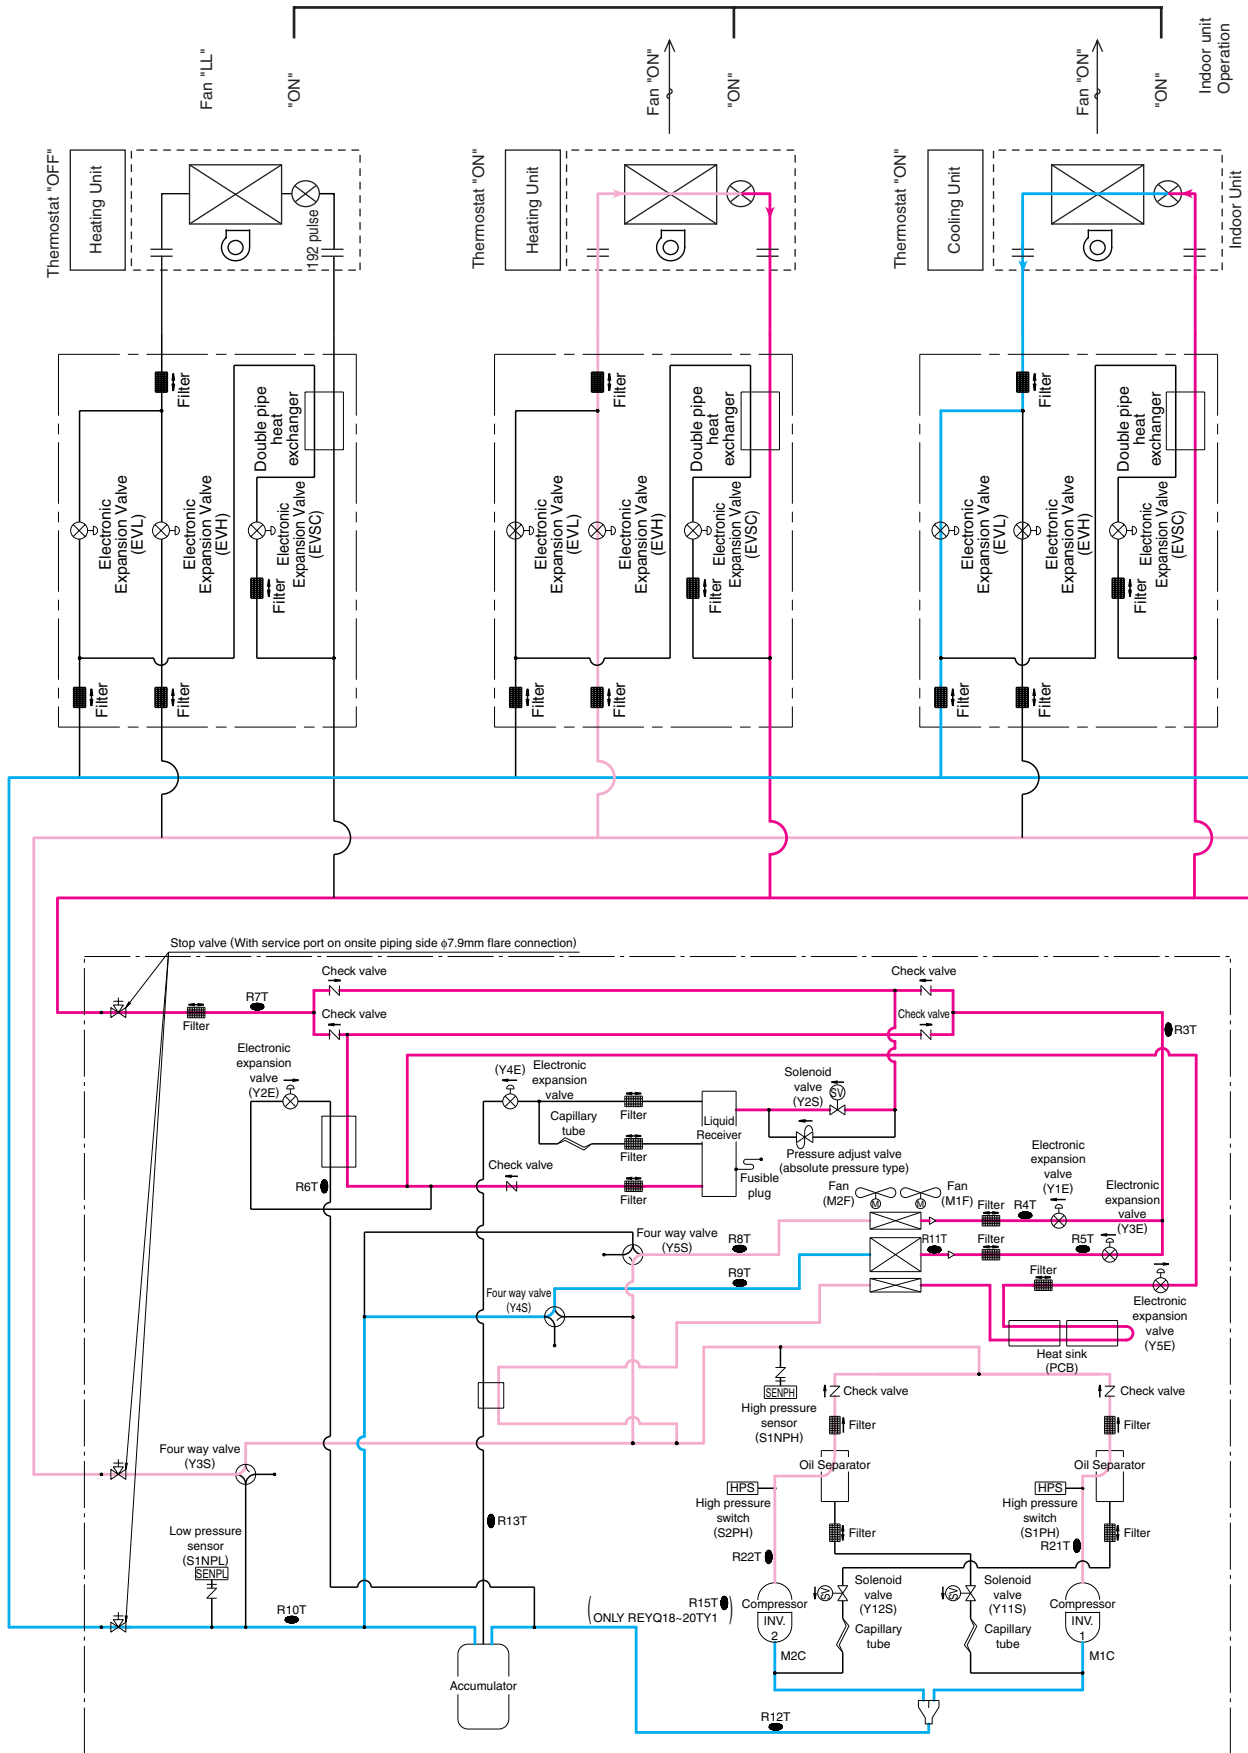 Fan "LL"
"ON"
Fan "ON"
"ON"
Fan "ON"
"ON"
Indoor unit
Operation
Thermostat "OFF"
Heating Unit
192 pulse
Thermostat "ON"
Heating Unit
Thermostat "ON"
Cooling Unit
Indoor Unit
Filter
Double pipe
heat
exchanger
Electronic
Expansion Valve
(EVL)
Electronic
Expansion Valve
(EVH)
Electronic
Expansion Valve
(EVSC)
Filter
Filter
Filter
Filter
Double pipe
heat
exchanger
Electronic
Expansion Valve
(EVL)
Electronic
Expansion Valve
(EVH)
Electronic
Expansion Valve
(EVSC)
Filter
Filter
Filter
Filter
Double pipe
heat
exchanger
Electronic
Expansion Valve
(EVL)
Electronic
Expansion Valve
(EVH)
Electronic
Expansion Valve
(EVSC)
Filter
Filter
Filter
Stop valve (With service port on onsite piping side ϕ7.9mm flare connection)
Check valve
Check valve
R7T
Filter
Check valve
Check valve
R3T
Electronic
expansion
valve
(Y2E)
(Y4E)
Electronic
expansion
valve
Filter
Capillary
tube
Filter
Solenoid
valve
(Y2S)
SV
Liquid
Receiver
Pressure adjust valve
(absolute pressure type)
Check valve
Filter
Fusible
plug
R6T
Fan
(M2F)
M
Fan
(M1F)
M
Electronic
expansion
valve
(Y1E)
Filter
R4T
Electronic
expansion
valve
(Y3E)
Four way valve
(Y5S)
R8T
R11T
Filter
R5T
R9T
Filter
Four way valve
(Y4S)
Electronic
expansion
valve
(Y5E)
Heat sink
(PCB)
SENPH
High pressure
sensor
(S1NPH)
Check valve
Check valve
Filter
Filter
Four way valve
(Y3S)
Oil Separator
Oil Separator
HPS
High pressure
switch
(S2PH)
HPS
High pressure
switch
(S1PH)
R13T
Filter
Filter
Low pressure
sensor
(S1NPL)
SENPL
R22T
R21T
R10T
R15T
(ONLY REYQ18~20TY1)
Compressor
INV.
2
M2C
SV
Solenoid
valve
(Y12S)
Capillary
tube
SV
Solenoid
valve
(Y11S)
Capillary
tube
Compressor
INV.
1
M1C
Accumulator
R12T